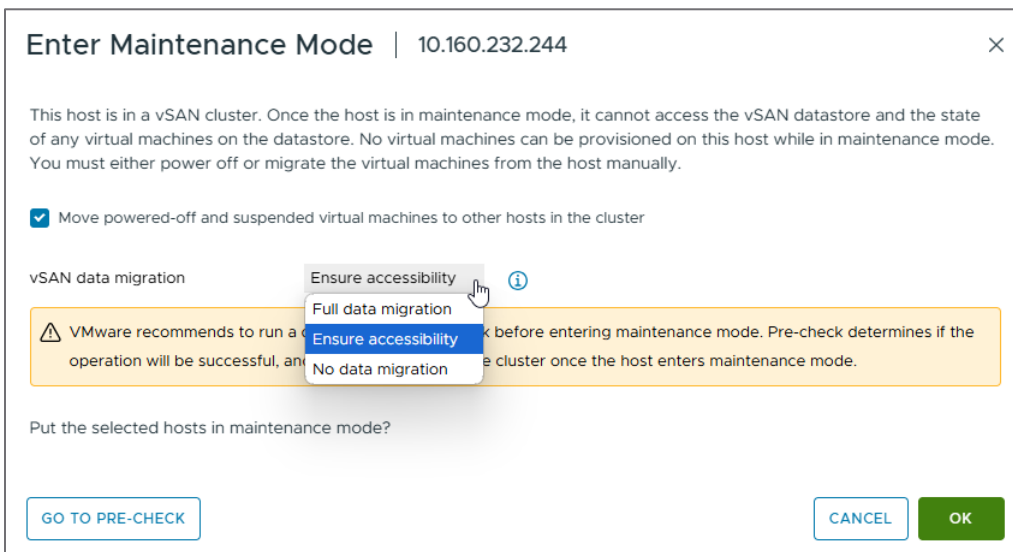 Enter Maintenance Mode | 10.160.232.244
This host is in a vSAN cluster. Once the host is in maintenance mode, it cannot access the vSAN datastore and the state
of any virtual machines on the datastore. No virtual machines can be provisioned on this host while in maintenance mode.
You must either power off or migrate the virtual machines from the host manually.
Move powered-off and suspended virtual machines to other hosts in the cluster
vSAN data migration Ensure accessibility
Full data migration
Ensure accessibility
No data migration
VMware recommends to run a before entering maintenance mode. Pre-check determines if the
operation will be successful, cluster once the host enters maintenance mode.
Put the selected hosts in maintenance mode?
GO TO PRE-CHECK CANCEL OK